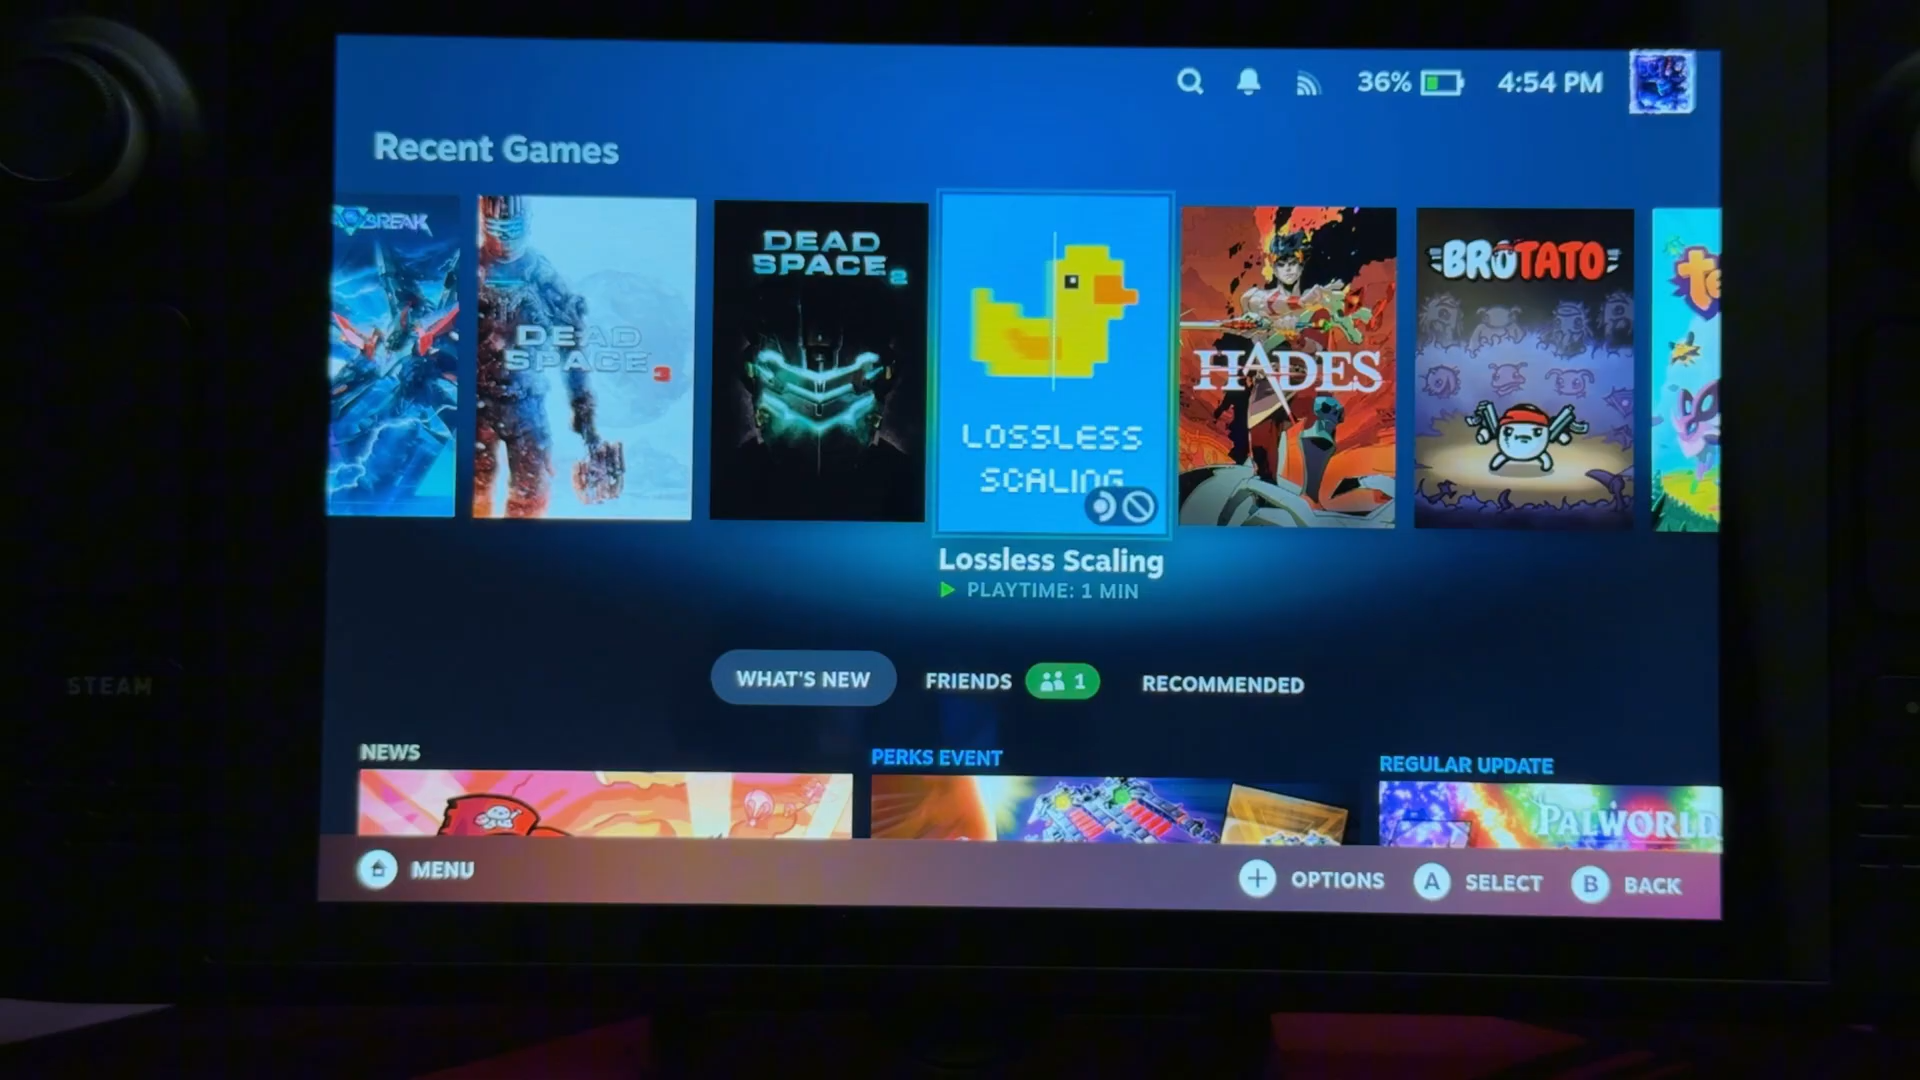 36%
4:54 PM
Recent Games
BREAK
DEAD SPACE 3
DEAD SPACE 2
LOSSLESS SCALING
HADES
BROTATO
Lossless Scaling
PLAYTIME: 1 MIN
WHAT'S NEW
FRIENDS
1
RECOMMENDED
NEWS
PERKS EVENT
REGULAR UPDATE
PALWORLD
STEAM
MENU
+ OPTIONS
A SELECT
B BACK